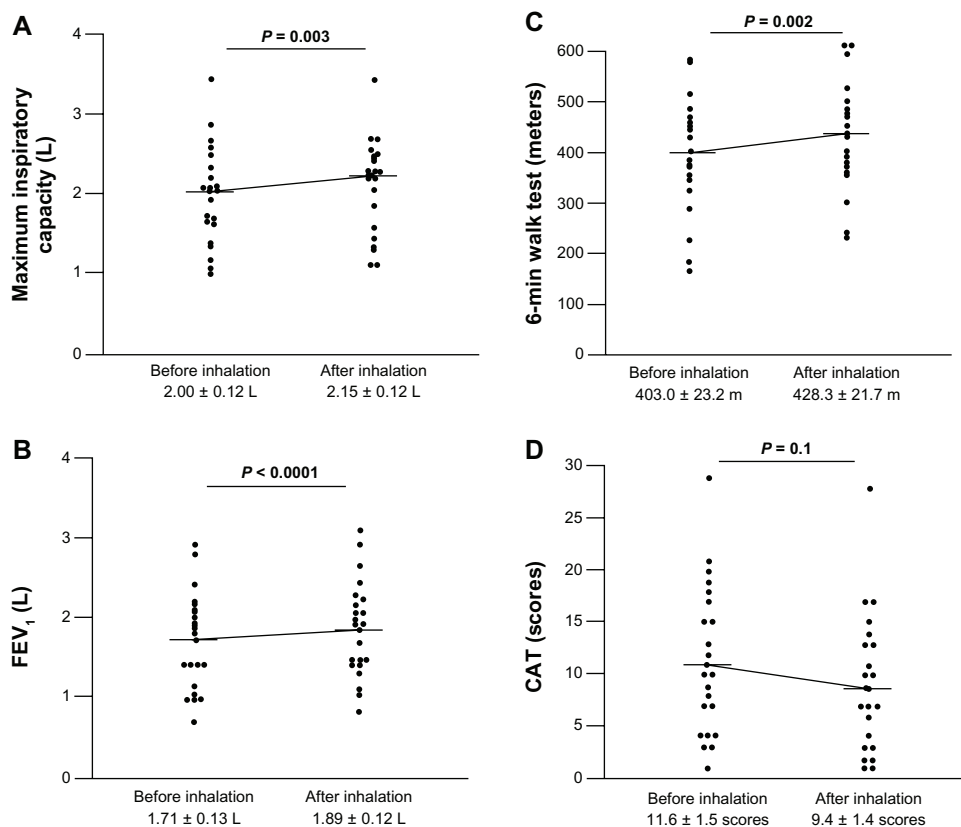 A
P = 0.003
4
3
2
1
0
Maximum inspiratory
capacity (L)
Before inhalation
2.00 ± 0.12 L
After inhalation
2.15 ± 0.12 L
B
P < 0.0001
4
3
2
1
0
FEV1 (L)
Before inhalation
1.71 ± 0.13 L
After inhalation
1.89 ± 0.12 L
C
P = 0.002
600
500
400
300
200
100
0
6-min walk test (meters)
Before inhalation
403.0 ± 23.2 m
After inhalation
428.3 ± 21.7 m
D
P = 0.1
30
25
20
15
10
5
0
CAT (scores)
Before inhalation
11.6 ± 1.5 scores
After inhalation
9.4 ± 1.4 scores